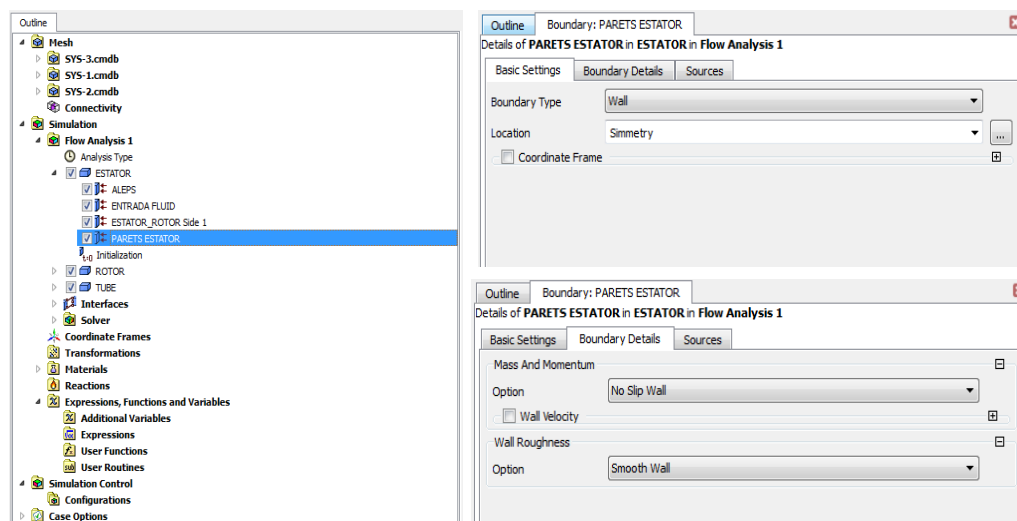 Outline
Mesh
SYS-3.cmdb
SYS-1.cmdb
SYS-2.cmdb
Connectivity
Simulation
Flow Analysis 1
Analysis Type
ESTATOR
ALEPS
ENTRADA FLUID
ESTATOR_ROTOR Side 1
PARETS ESTATOR
t=0 Initialization
ROTOR
TUBE
Interfaces
Solver
Coordinate Frames
Transformations
Materials
Reactions
Expressions, Functions and Variables
Additional Variables
Expressions
User Functions
User Routines
Simulation Control
Configurations
Case Options
Outline Boundary: PARETS ESTATOR
Details of PARETS ESTATOR in ESTATOR in Flow Analysis 1
Basic Settings Boundary Details Sources
Boundary Type Wall
Location Simmetry ...
Coordinate Frame
Outline Boundary: PARETS ESTATOR
Details of PARETS ESTATOR in ESTATOR in Flow Analysis 1
Basic Settings Boundary Details Sources
Mass And Momentum
Option No Slip Wall
Wall Velocity
Wall Roughness
Option Smooth Wall